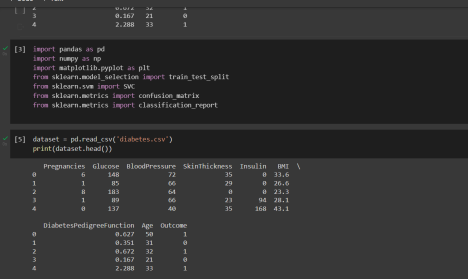 2 0.672 32 1
3 0.167 21 0
4 2.288 33 1
[3] import pandas as pd
import numpy as np
import matplotlib.pyplot as plt
from sklearn.model_selection import train_test_split
from sklearn.svm import SVC
from sklearn.metrics import confusion_matrix
from sklearn.metrics import classification_report
[5] dataset = pd.read_csv('diabetes.csv')
print(dataset.head())
Pregnancies Glucose BloodPressure SkinThickness Insulin BMI \
0 6 148 72 35 0 33.6
1 1 85 66 29 0 26.6
2 8 183 64 0 0 23.3
3 1 89 66 23 94 28.1
4 0 137 40 35 168 43.1
DiabetesPedigreeFunction Age Outcome
0 0.627 50 1
1 0.351 31 0
2 0.672 32 1
3 0.167 21 0
4 2.288 33 1